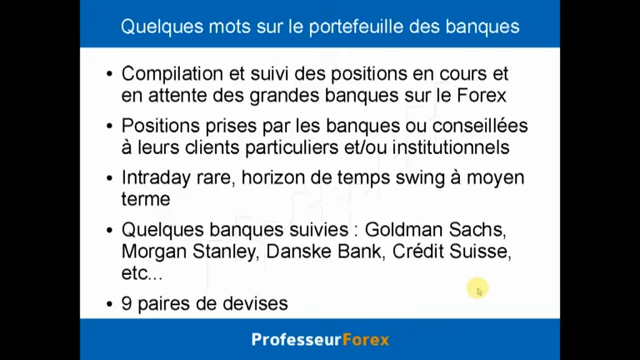 Quelques mots sur le portefeuille des banques
• Compilation et suivi des positions en cours et
en attente des grandes banques sur le Forex
• Positions prises par les banques ou conseillées
à leurs clients particuliers et/ou institutionnels
• Intraday rare, horizon de temps swing à moyen
terme
• Quelques banques suivies : Goldman Sachs,
Morgan Stanley, Danske Bank, Crédit Suisse,
etc...
• 9 paires de devises
ProfesseurForex